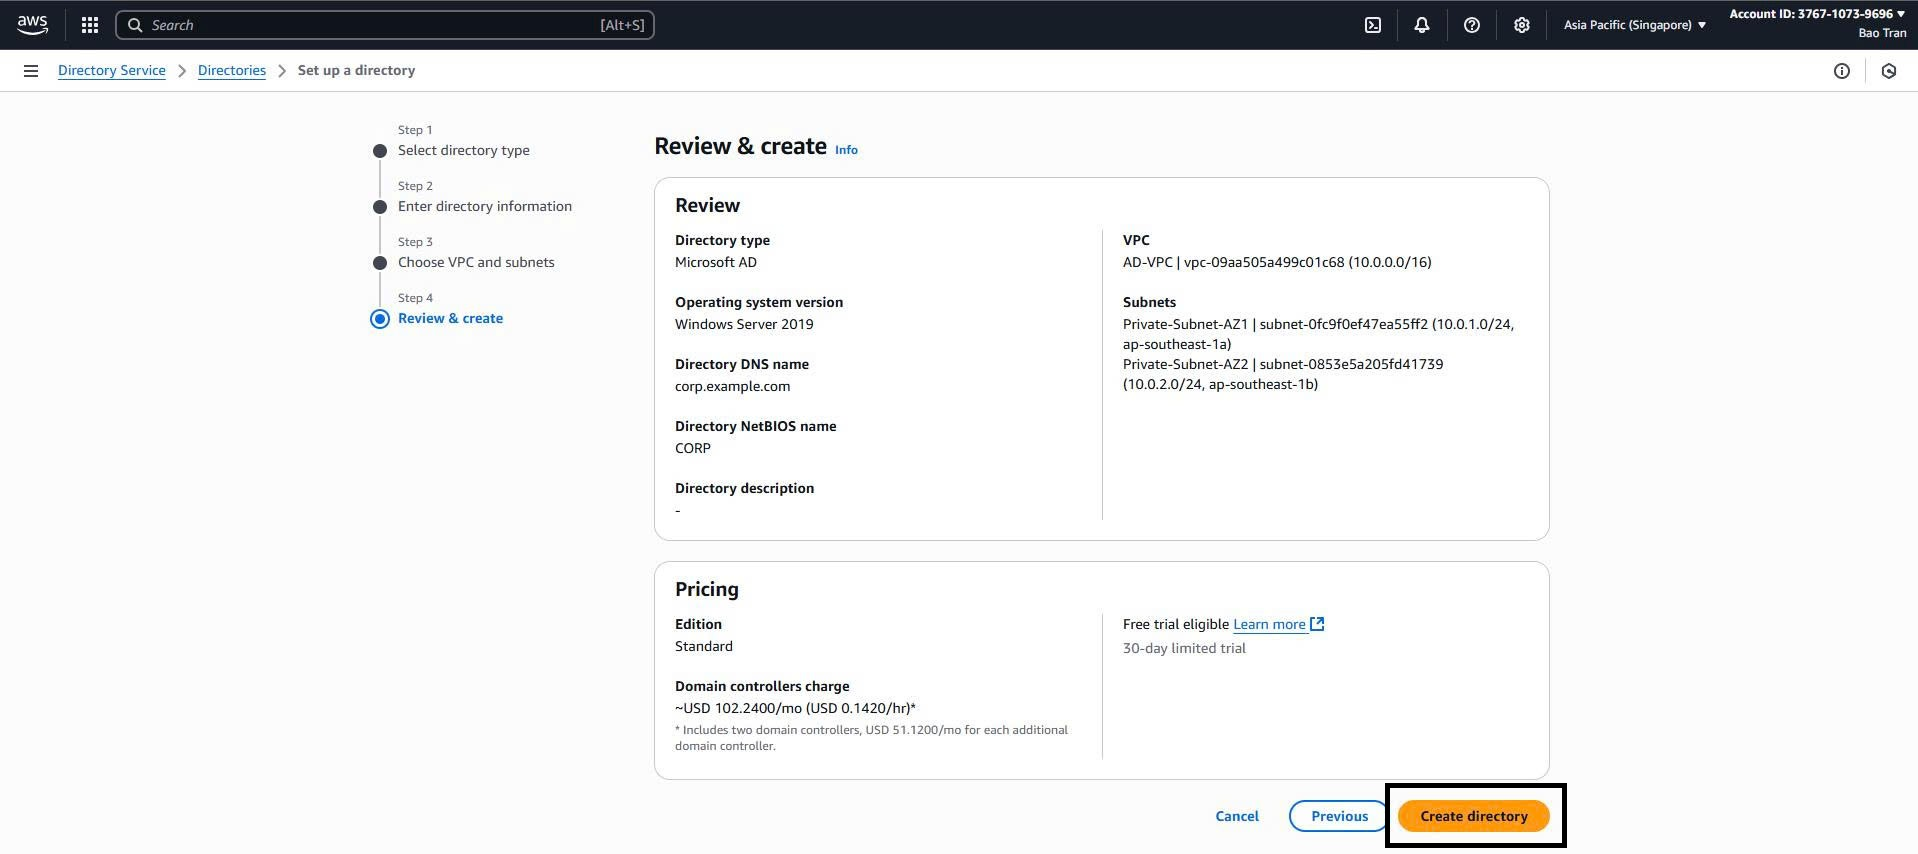 aws
Search
[Alt+S]
Asia Pacific (Singapore)
Account ID: 3767-1073-9696
Bao Tran
Directory Service
Directories
Set up a directory
Step 1
Select directory type
Step 2
Enter directory information
Step 3
Choose VPC and subnets
Step 4
Review & create
Review & create Info
Review
Directory type
Microsoft AD
Operating system version
Windows Server 2019
Directory DNS name
corp.example.com
Directory NetBIOS name
CORP
Directory description
-
VPC
AD-VPC | vpc-09aa505a499c01c68 (10.0.0.0/16)
Subnets
Private-Subnet-AZ1 | subnet-0fc9f0ef47ea55ff2 (10.0.1.0/24,
ap-southeast-1a)
Private-Subnet-AZ2 | subnet-0853e5a205fd41739
(10.0.2.0/24, ap-southeast-1b)
Pricing
Edition
Standard
Domain controllers charge
~USD 102.2400/mo (USD 0.1420/hr)*
* Includes two domain controllers, USD 51.1200/mo for each additional
domain controller.
Free trial eligible Learn more
30-day limited trial
Cancel
Previous
Create directory